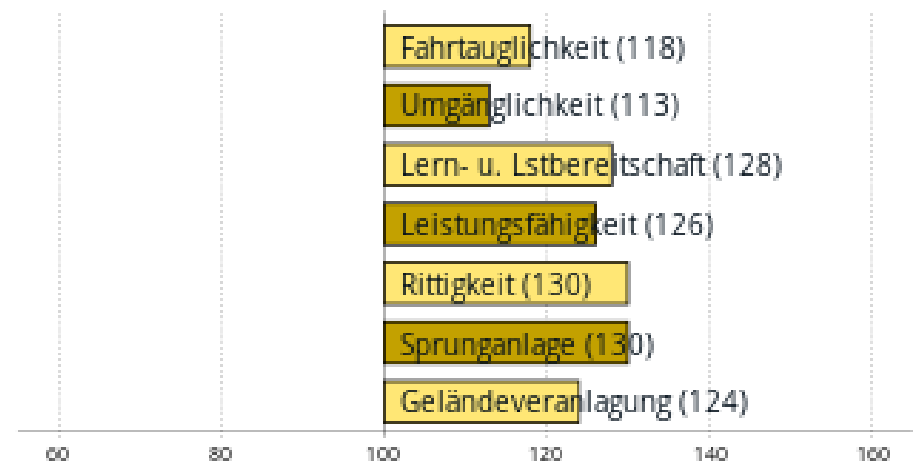 Fahrtauglichkeit (118)
Umgänglichkeit (113)
Lern- u. Lstbereitschaft (128)
Leistungsfähigkeit (126)
Rittigkeit (130)
Sprunganlage (130)
Geländeveranlagung (124)
60 80 100 120 140 160